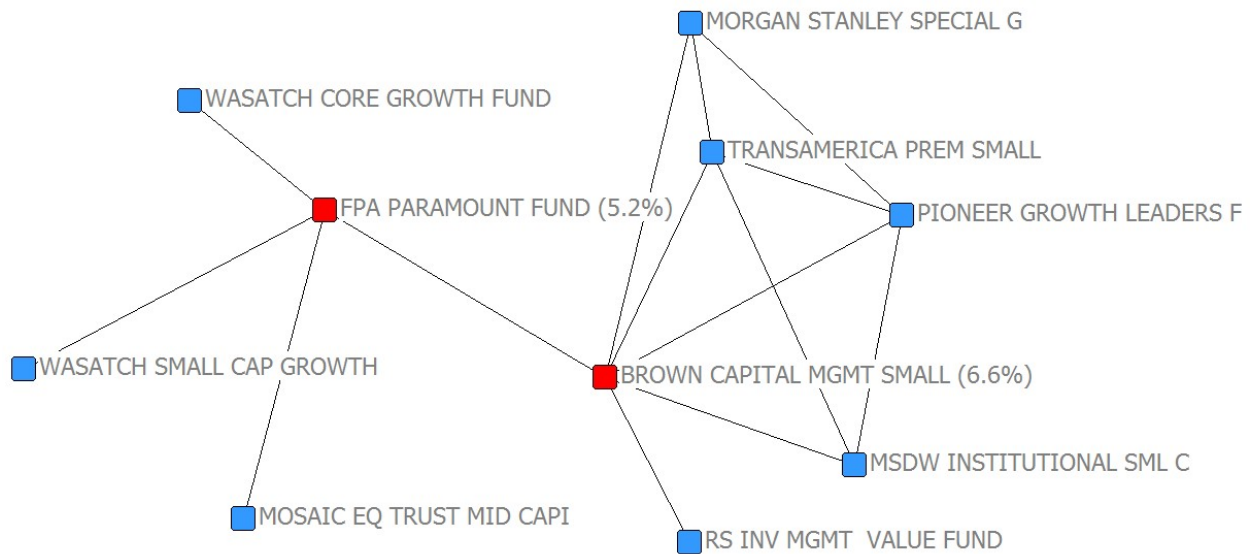 MORGAN STANLEY SPECIAL G
WASATCH CORE GROWTH FUND
TRANSAMERICA PREM SMALL
FPA PARAMOUNT FUND (5.2%)
PIONEER GROWTH LEADERS F
WASATCH SMALL CAP GROWTH
BROWN CAPITAL MGMT SMALL (6.6%)
MSDW INSTITUTIONAL SML C
MOSAIC EQ TRUST MID CAPI
RS INV MGMT  VALUE FUND